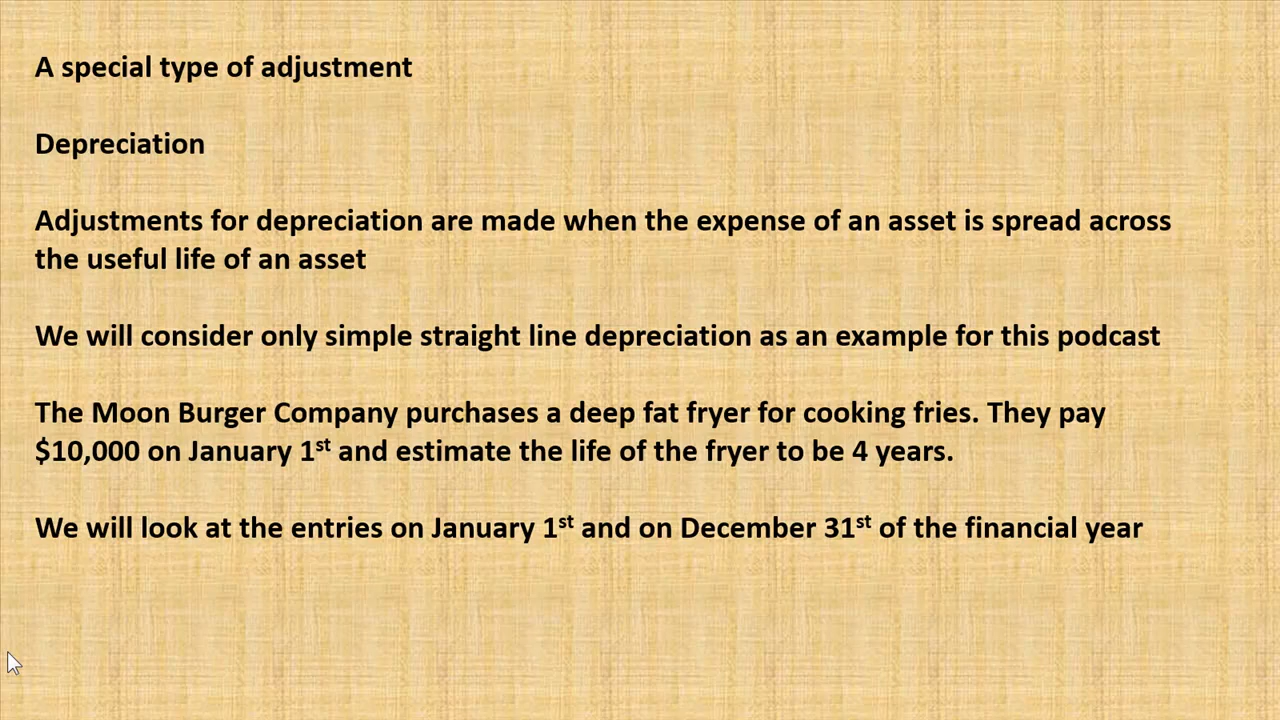 A special type of adjustment
Depreciation
Adjustments for depreciation are made when the expense of an asset is spread across
the useful life of an asset
We will consider only simple straight line depreciation as an example for this podcast
The Moon Burger Company purchases a deep fat fryer for cooking fries. They pay
$10,000 on January 1st and estimate the life of the fryer to be 4 years.
We will look at the entries on January 1st and on December 31st of the financial year